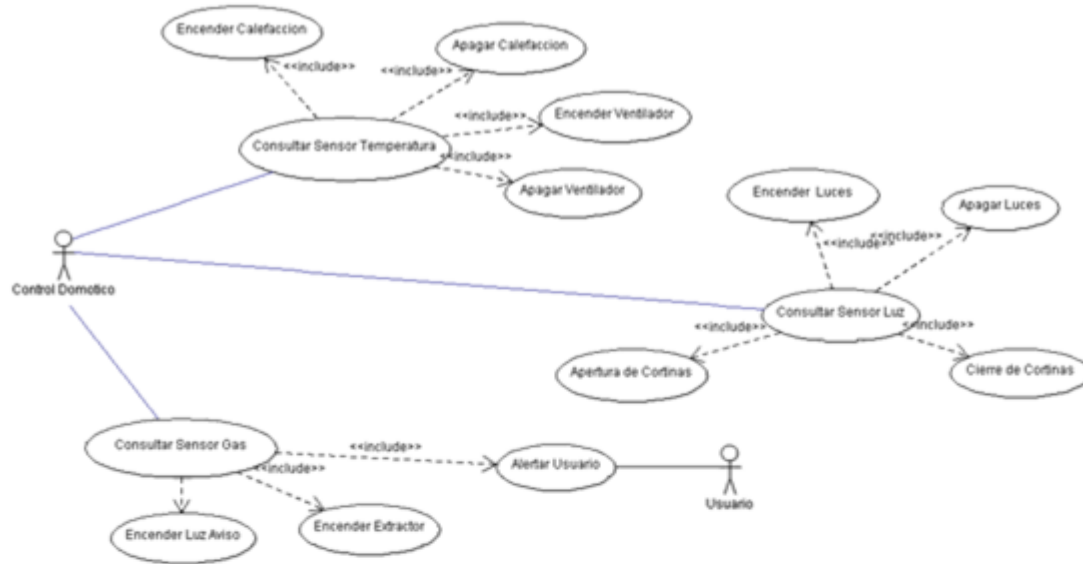 Encender Calefaccion
Apagar Calefaccion
<<include>>
<<include>>
Encender Ventilador
<<include>>
Consultar Sensor Temperatura
<<include>>
Apagar Ventilador
Encender Luces
Apagar Luces
<<include>>
<<include>>
Control Domotico
Consultar Sensor Luz
<<include>>
<<include>>
Apertura de Cortinas
Cierre de Cortinas
Consultar Sensor Gas
<<include>>
Alertar Usuario
<<include>>
Usuario
Encender Luz Aviso
Encender Extractor